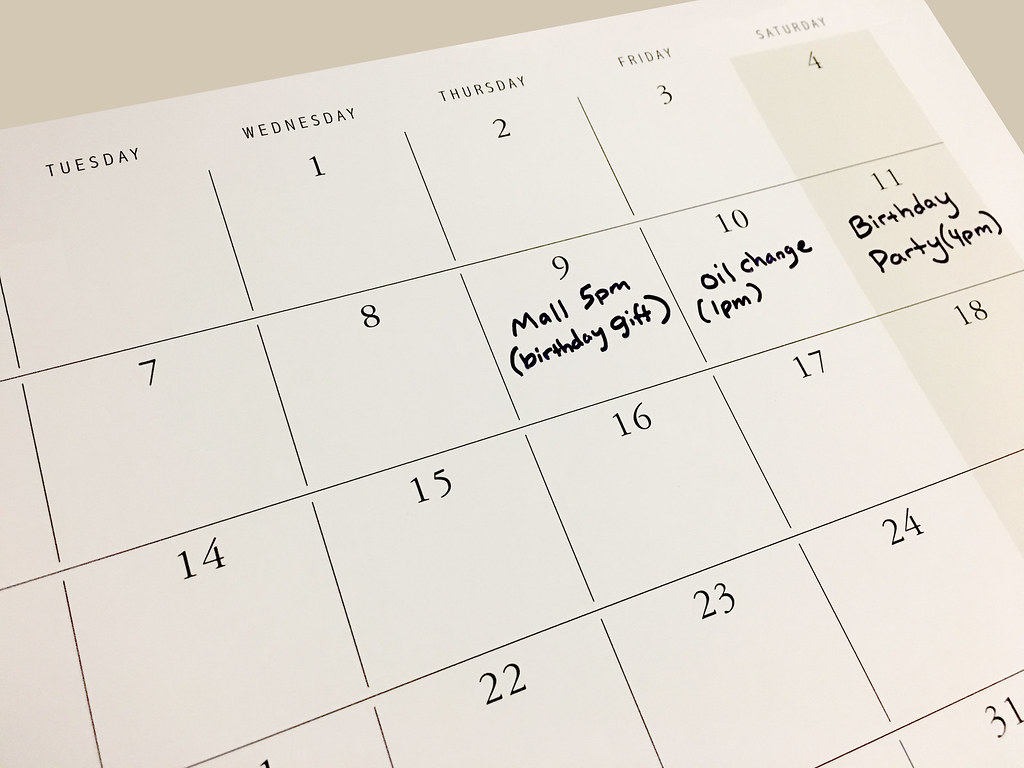 TUESDAY WEDNESDAY THURSDAY FRIDAY SATURDAY
1 2 3 4
7 8 9 10 11
Mall 5pm
(birthday gift)
Oil change
(1pm)
Birthday
Party (4pm)
14 15 16 17 18
22 23 24
31